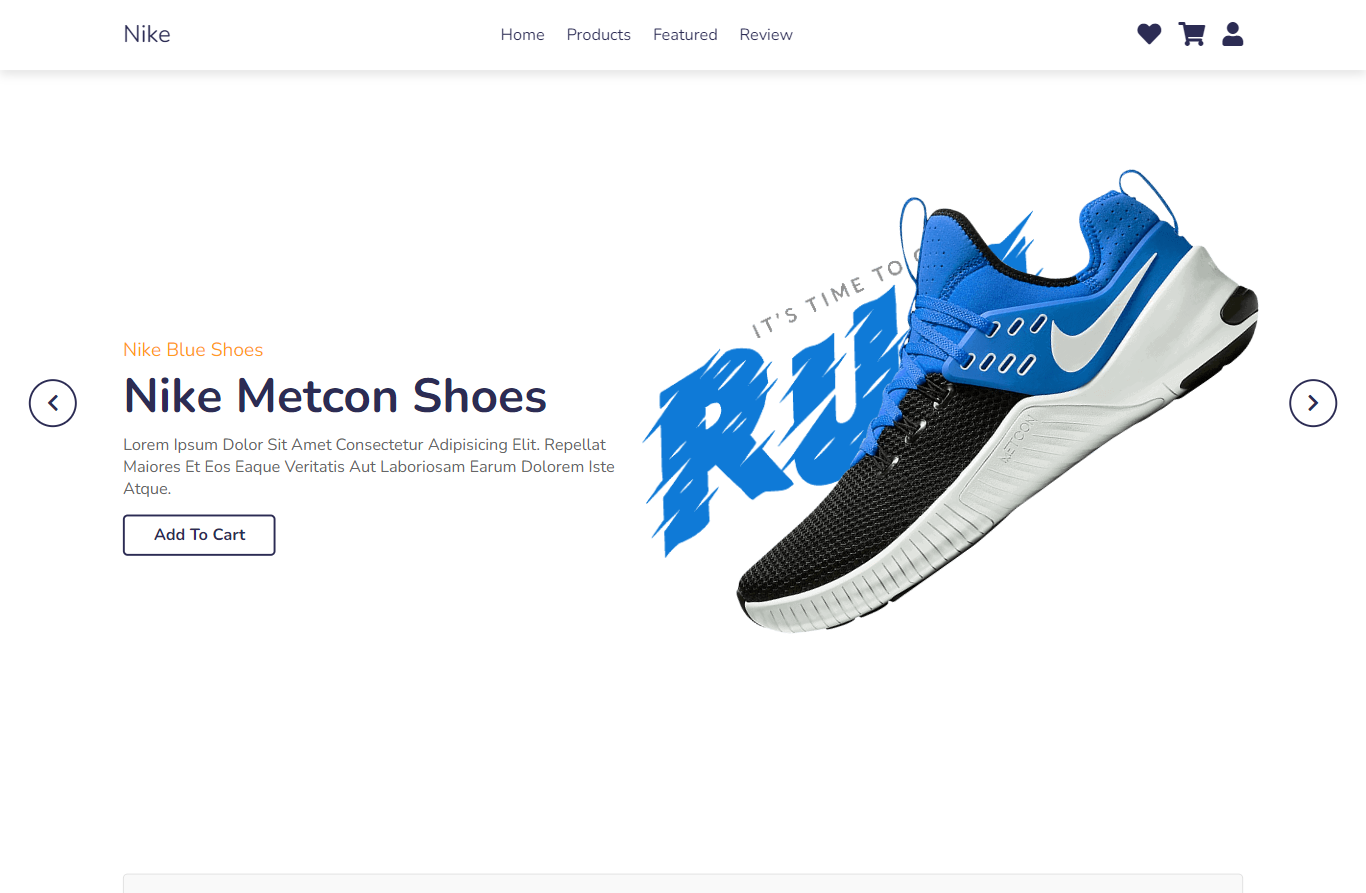 Nike
Home Products Featured Review
IT'S TIME TO
Nike Blue Shoes
Nike Metcon Shoes
Lorem Ipsum Dolor Sit Amet Consectetur Adipisicing Elit. Repellat
Maiores Et Eos Eaque Veritatis Aut Laboriosam Earum Dolorem Iste
Atque.
Add To Cart
RU
METCON